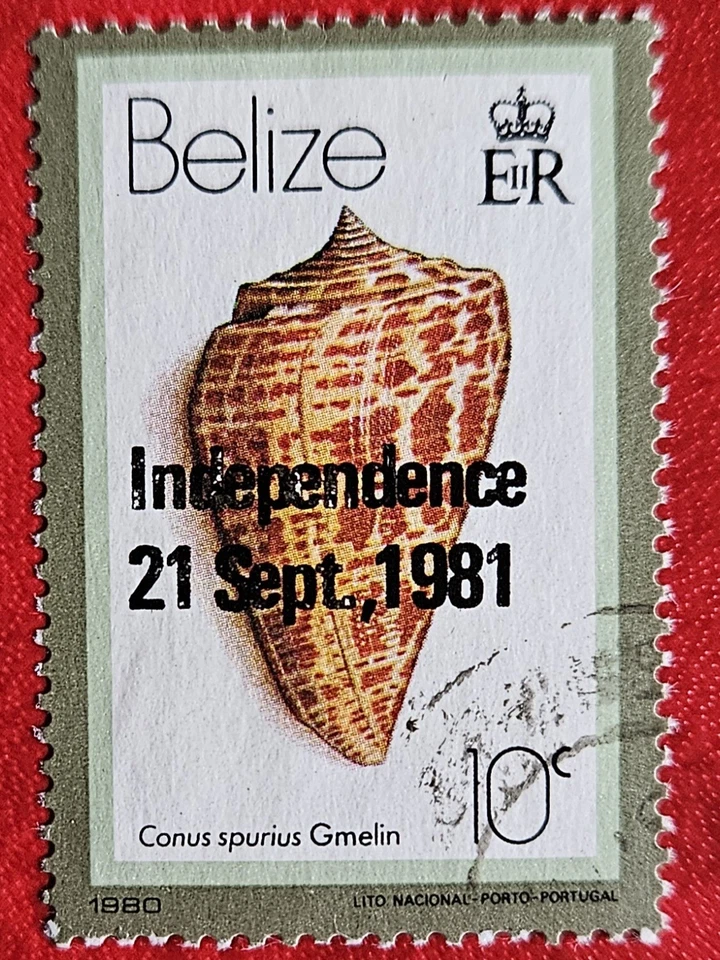 Belize
EIIR
Independence
21 Sept.,1981
10c
Conus spurius Gmelin
1980
LITO NACIONAL-PORTO-PORTUGAL